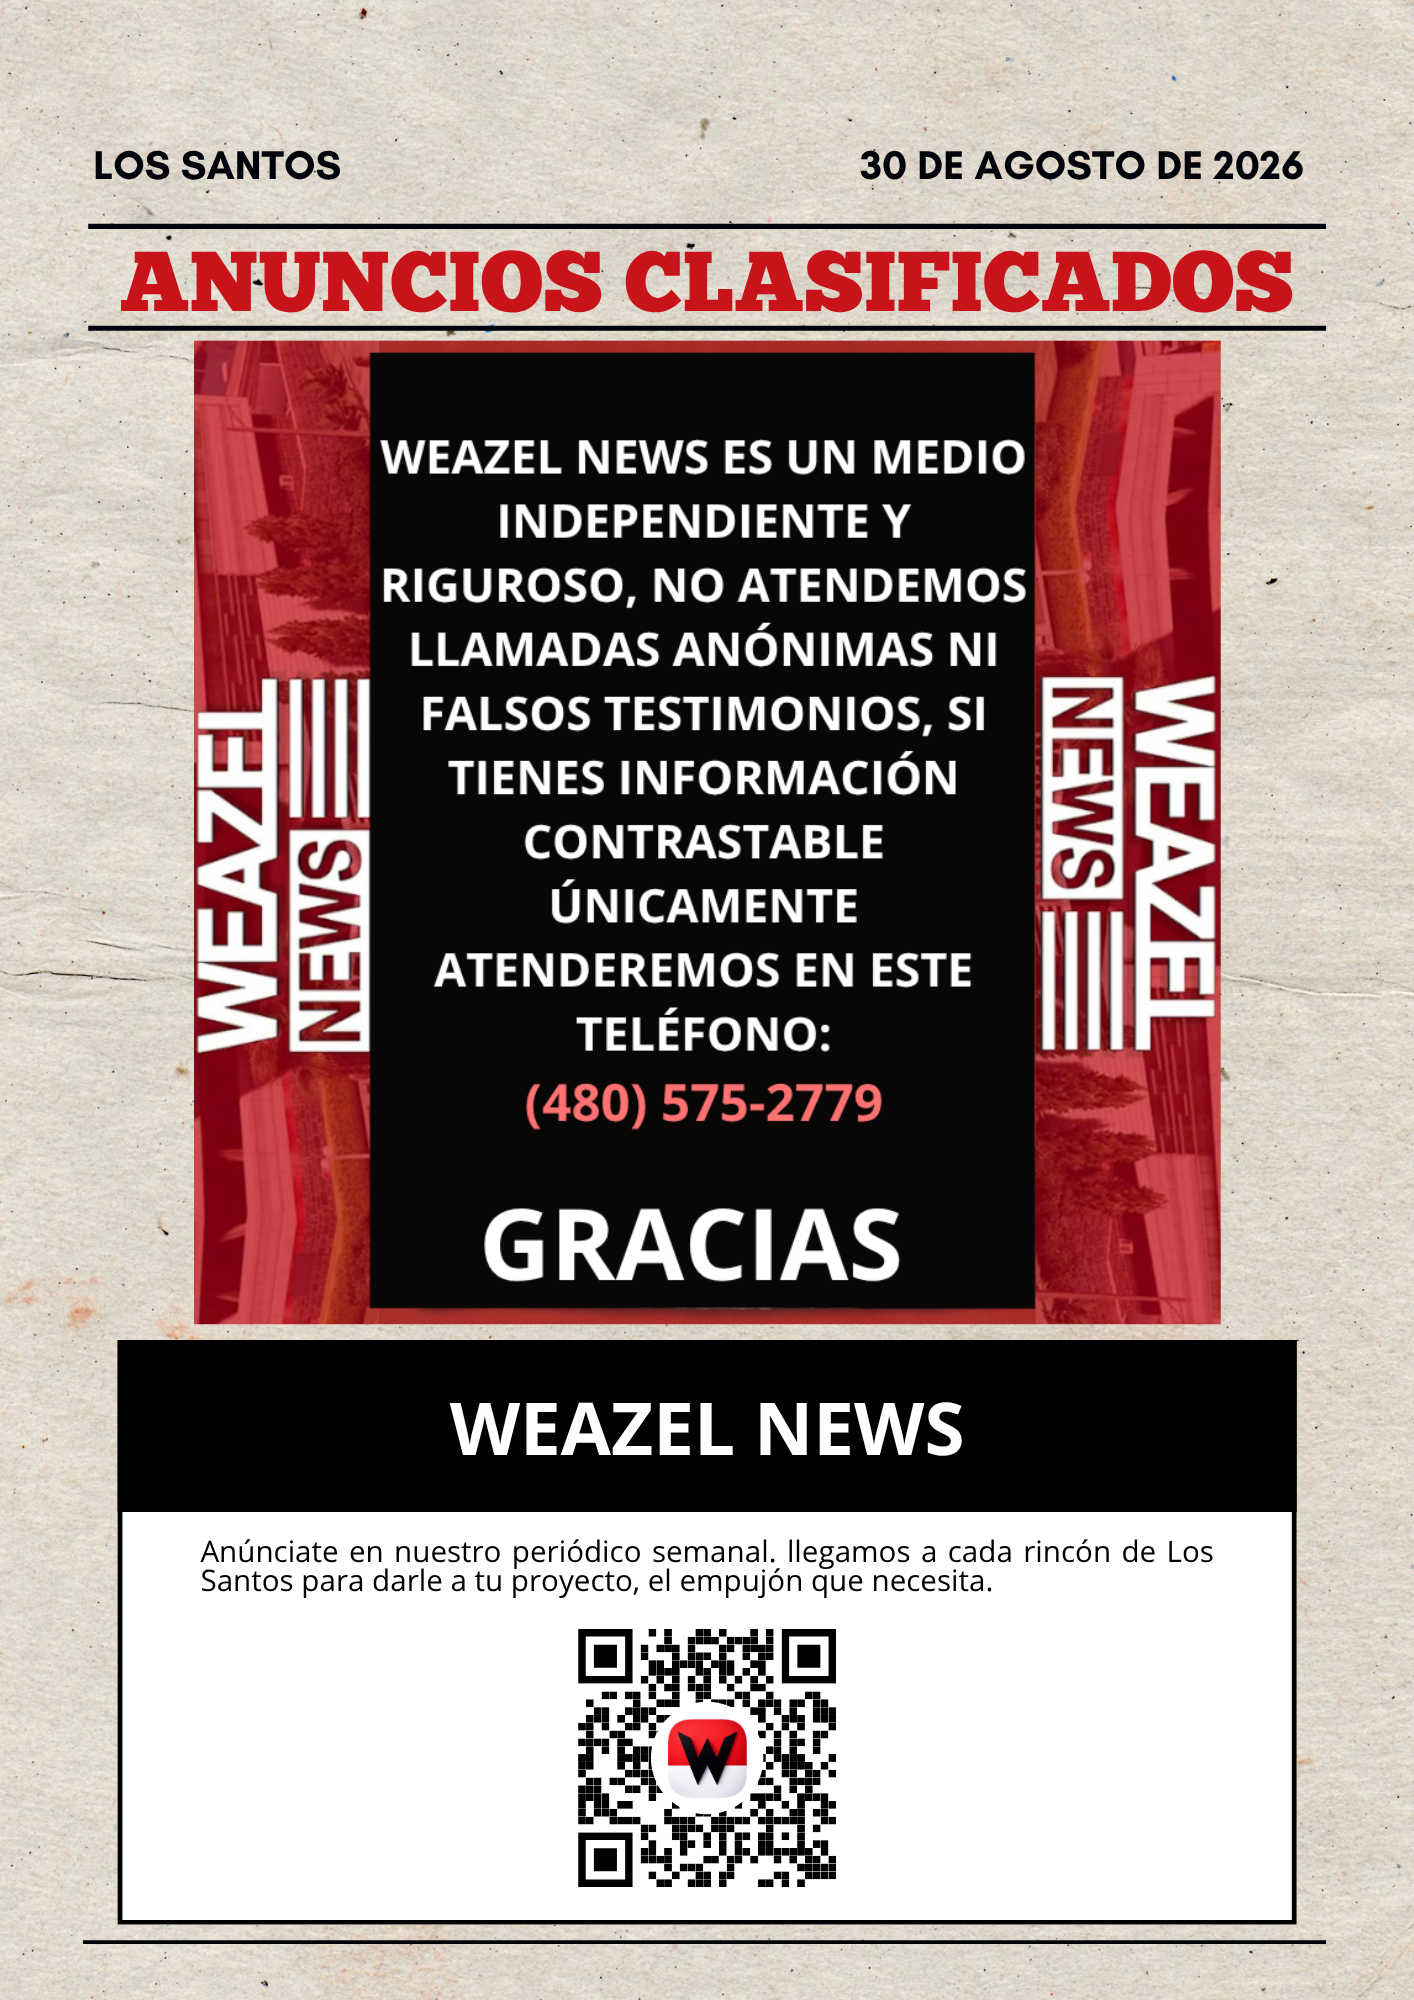 LOS SANTOS
30 DE AGOSTO DE 2026
ANUNCIOS CLASIFICADOS
WEAZEL NEWS ES UN MEDIO
INDEPENDIENTE Y
RIGUROSO, NO ATENDEMOS
LLAMADAS ANÓNIMAS NI
FALSOS TESTIMONIOS, SI
TIENES INFORMACIÓN
CONTRASTABLE
ÚNICAMENTE
ATENDEREMOS EN ESTE
TELÉFONO:
(480) 575-2779
GRACIAS
WEAZEL
NEWS
WEAZEL
NEWS
WEAZEL NEWS
Anúnciate en nuestro periódico semanal. llegamos a cada rincón de Los
Santos para darle a tu proyecto, el empujón que necesita.
W